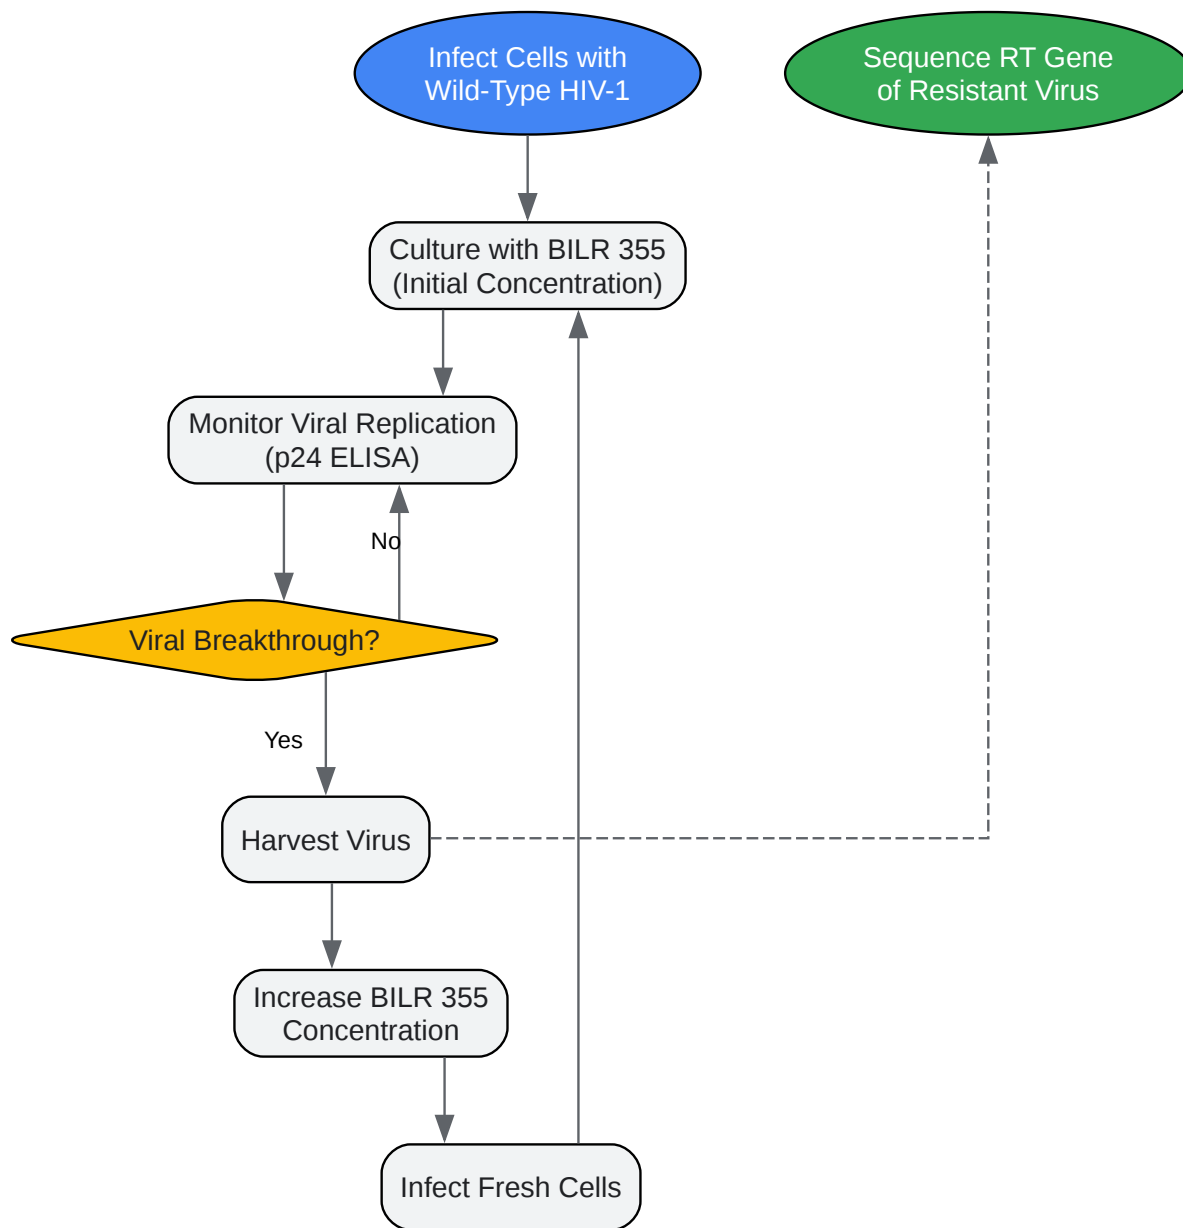 Infect Cells with
Wild-Type HIV-1
Sequence RT Gene
of Resistant Virus
Culture with BILR 355
(Initial Concentration)
Monitor Viral Replication
(p24 ELISA)
No
Viral Breakthrough?
Yes
Harvest Virus
Increase BILR 355
Concentration
Infect Fresh Cells